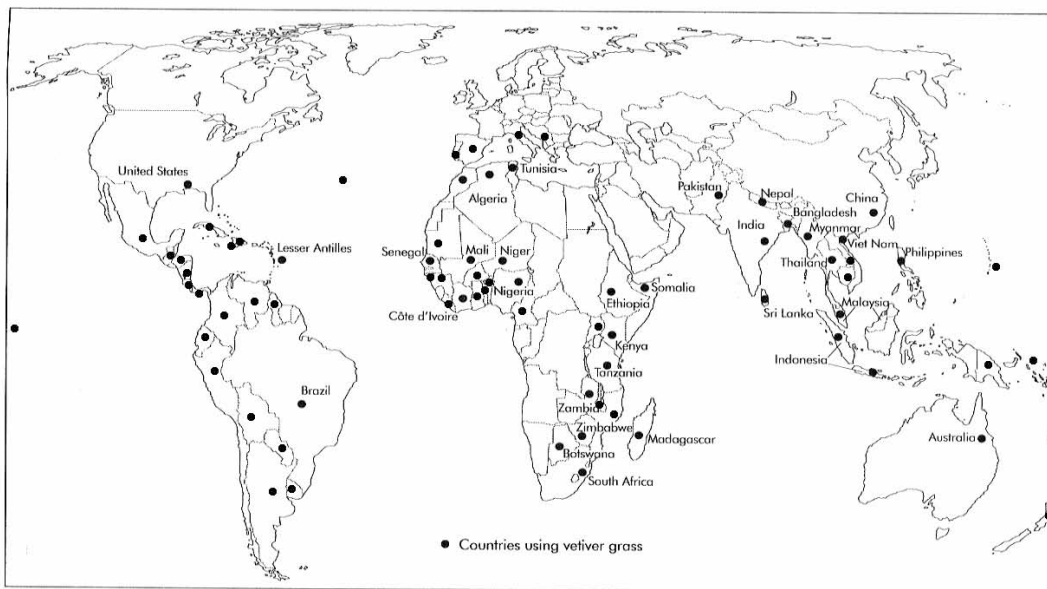 United States
Lesser Antilles
Brazil
Tunisia
Algeria
Senegal
Mali
Niger
Nigeria
Côte d'Ivoire
Ethiopia
Somalia
Kenya
Tanzania
Zambia
Zimbabwe
Botswana
Madagascar
South Africa
Pakistan
Nepal
China
Bangladesh
India
Myanmar
Viet Nam
Philippines
Thailand
Sri Lanka
Malaysia
Indonesia
Australia
Countries using vetiver grass